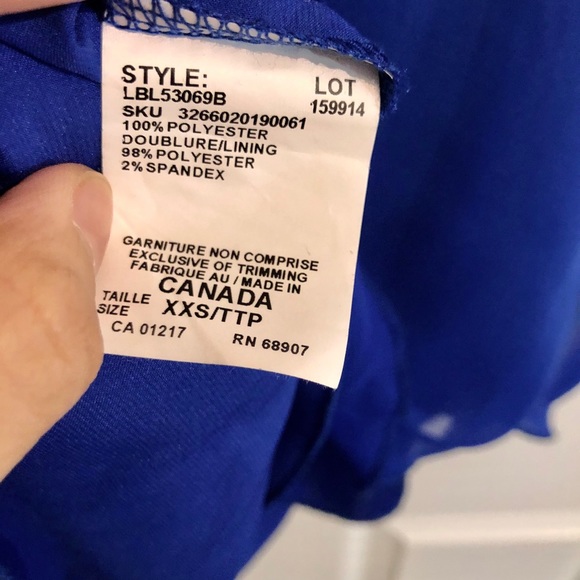 STYLE: LOT
LBL53069B 159914
SKU 3266020190061
100% POLYESTER
DOUBLURE/LINING
98% POLYESTER
2% SPANDEX
GARNITURE NON COMPRISE
EXCLUSIVE OF TRIMMING
FABRIQUE AU / MADE IN
CANADA
TAILLE XXS/TTP
SIZE
CA 01217 RN 68907